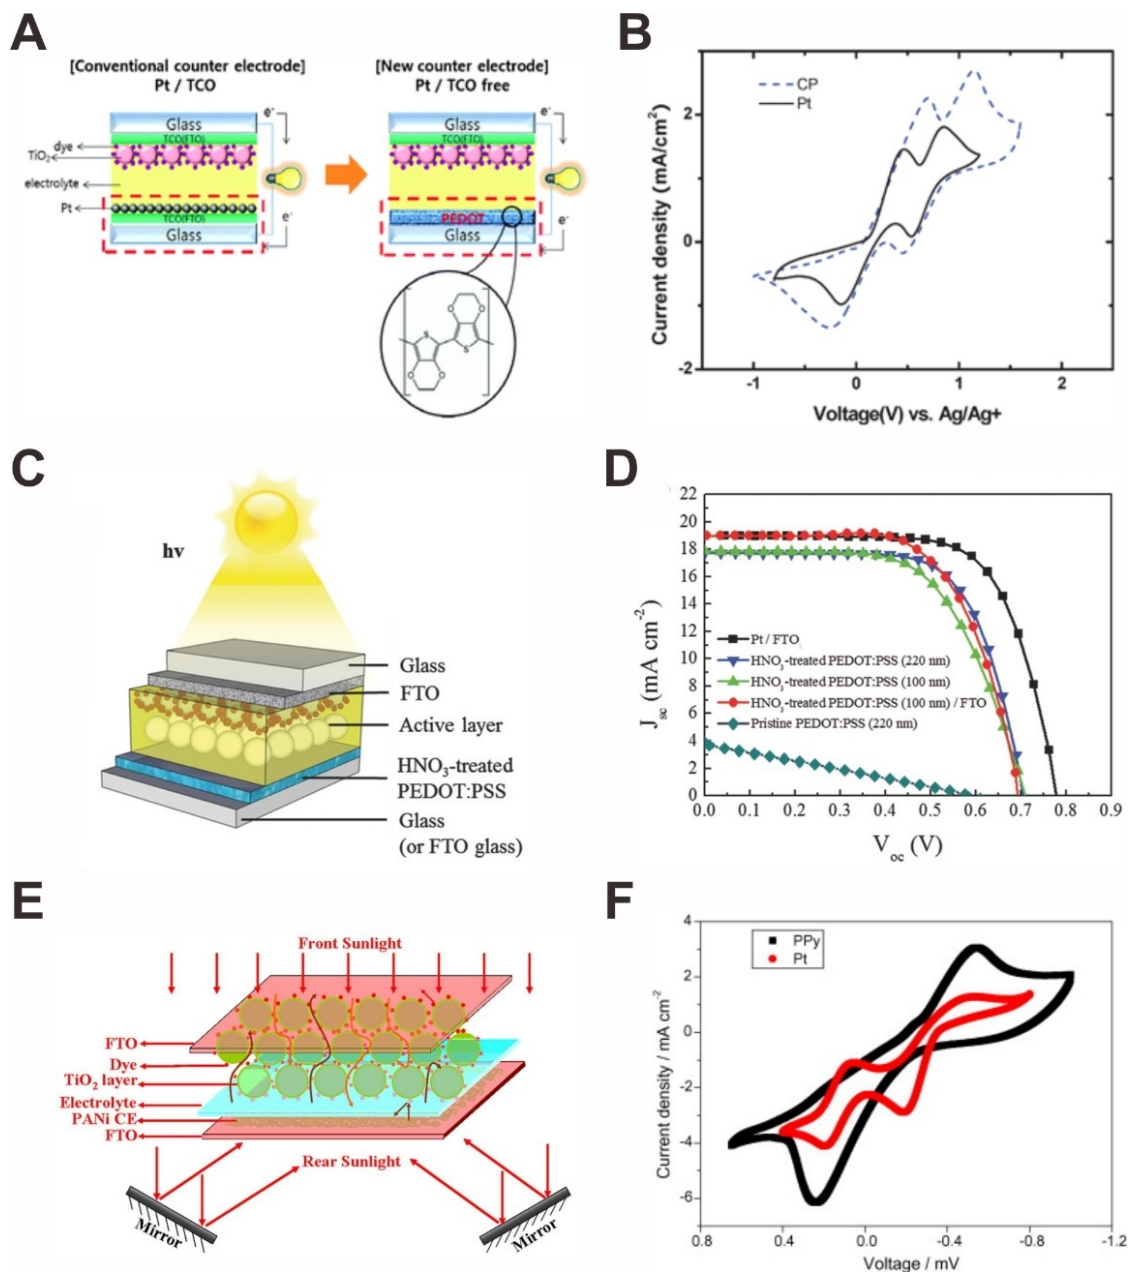 A
[Conventional counter electrode]
Pt / TCO
[New counter electrode]
Pt / TCO free
e-
Glass
TCO(FTO)
dye
TiO2
electrolyte
Pt
TCO(FTO)
Glass
e-
e-
Glass
TCO(FTO)
PEDOT
Glass
e-
S
S
O
O
O
O
B
Current density (mA/cm2)
2
0
-2
CP
Pt
-1
0
1
2
Voltage(V) vs. Ag/Ag+
C
hv
Glass
FTO
Active layer
HNO3-treated
PEDOT:PSS
Glass
(or FTO glass)
D
Jsc (mA cm-2)
22
20
18
16
14
12
10
8
6
4
2
0
Pt / FTO
HNO3-treated PEDOT:PSS (220 nm)
HNO3-treated PEDOT:PSS (100 nm)
HNO3-treated PEDOT:PSS (100 nm) / FTO
Pristine PEDOT:PSS (220 nm)
0.0
0.1
0.2
0.3
0.4
0.5
0.6
0.7
0.8
0.9
Voc (V)
E
Front Sunlight
FTO
Dye
TiO2 layer
Electrolyte
PANi CE
FTO
Rear Sunlight
Mirror
Mirror
F
Current density / mA cm-2
4
2
0
-2
-4
-6
PPy
Pt
0.8
0.4
0.0
-0.4
-0.8
-1.2
Voltage / mV